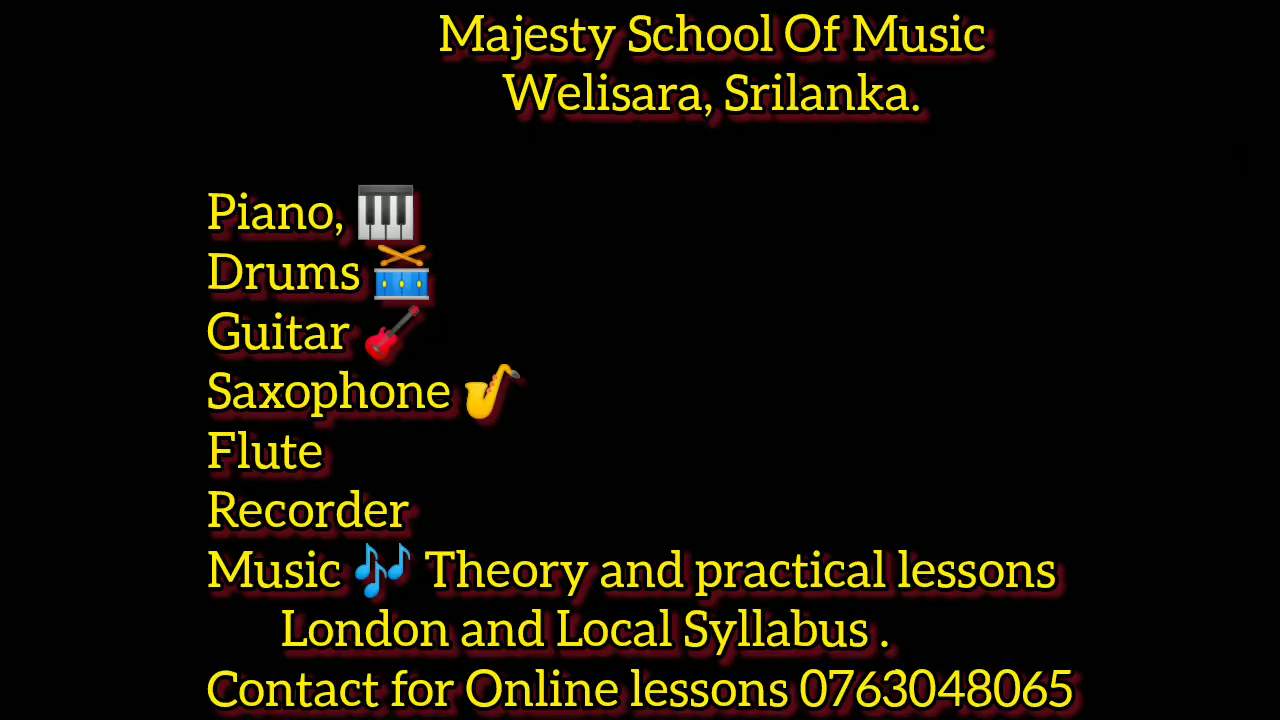 Majesty School Of Music
Welisara, Srilanka.
Piano, 🎹
Drums 🥁
Guitar 🎸
Saxophone 🎷
Flute
Recorder
Music 🎶 Theory and practical lessons
London and Local Syllabus .
Contact for Online lessons 0763048065